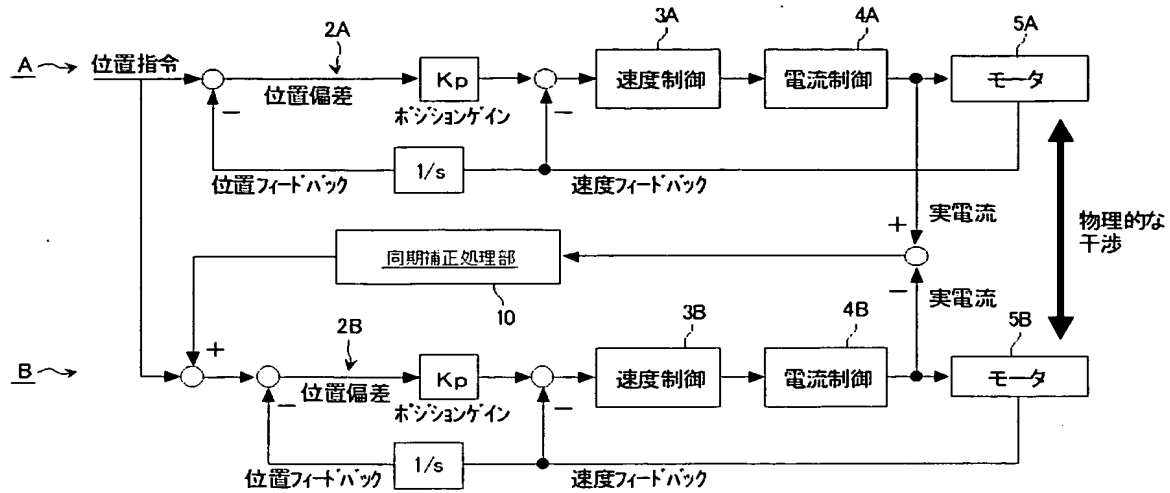 3A
4A
5A
2A
A
位置指令
位置偏差
Kp
ポジションゲイン
速度制御
電流制御
モータ
−
−
1/s
位置フィードバック
速度フィードバック
実電流
+
物理的な
干渉
同期補正処理部
10
−
実電流
3B
4B
5B
2B
B
+
位置偏差
Kp
ポジションゲイン
速度制御
電流制御
モータ
−
−
1/s
位置フィードバック
速度フィードバック